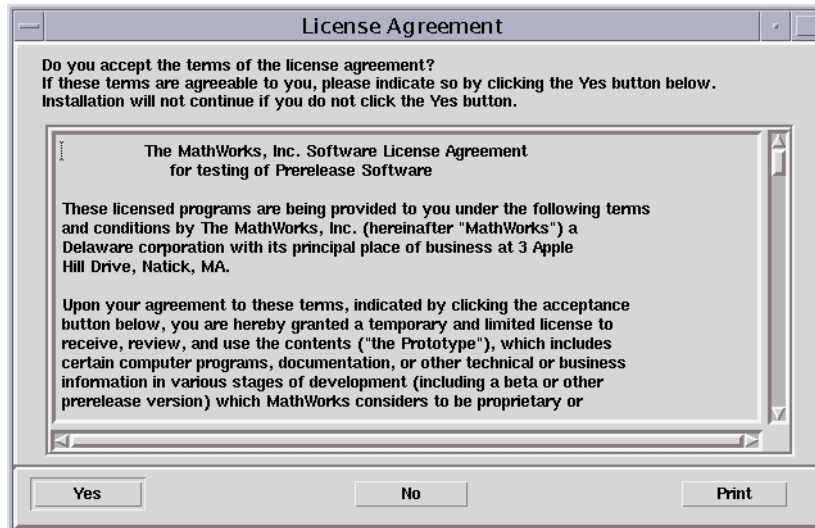 License Agreement
Do you accept the terms of the license agreement?
If these terms are agreeable to you, please indicate so by clicking the Yes button below.
Installation will not continue if you do not click the Yes button.
The MathWorks, Inc. Software License Agreement
for testing of Prerelease Software
These licensed programs are being provided to you under the following terms
and conditions by The MathWorks, Inc. (hereinafter "MathWorks") a
Delaware corporation with its principal place of business at 3 Apple
Hill Drive, Natick, MA.
Upon your agreement to these terms, indicated by clicking the acceptance
button below, you are hereby granted a temporary and limited license to
receive, review, and use the contents ("the Prototype"), which includes
certain computer programs, documentation, or other technical or business
information in various stages of development (including a beta or other
prerelease version) which MathWorks considers to be proprietary or
Yes
No
Print